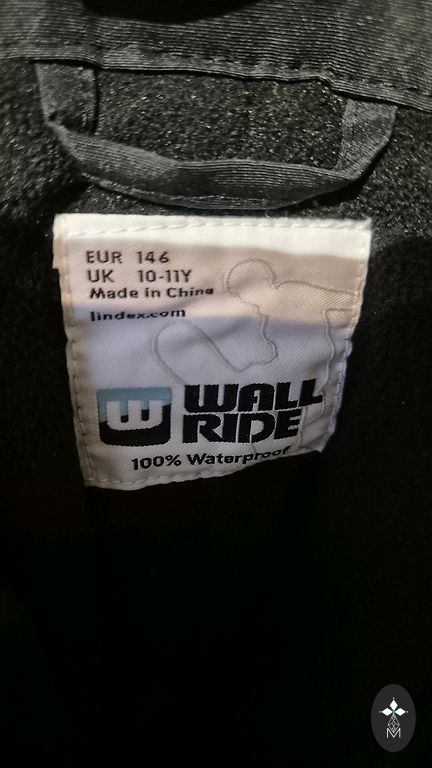 EUR 146
UK 10-11Y
Made in China
lindex.com
WALL
RIDE
100% Waterproof
M